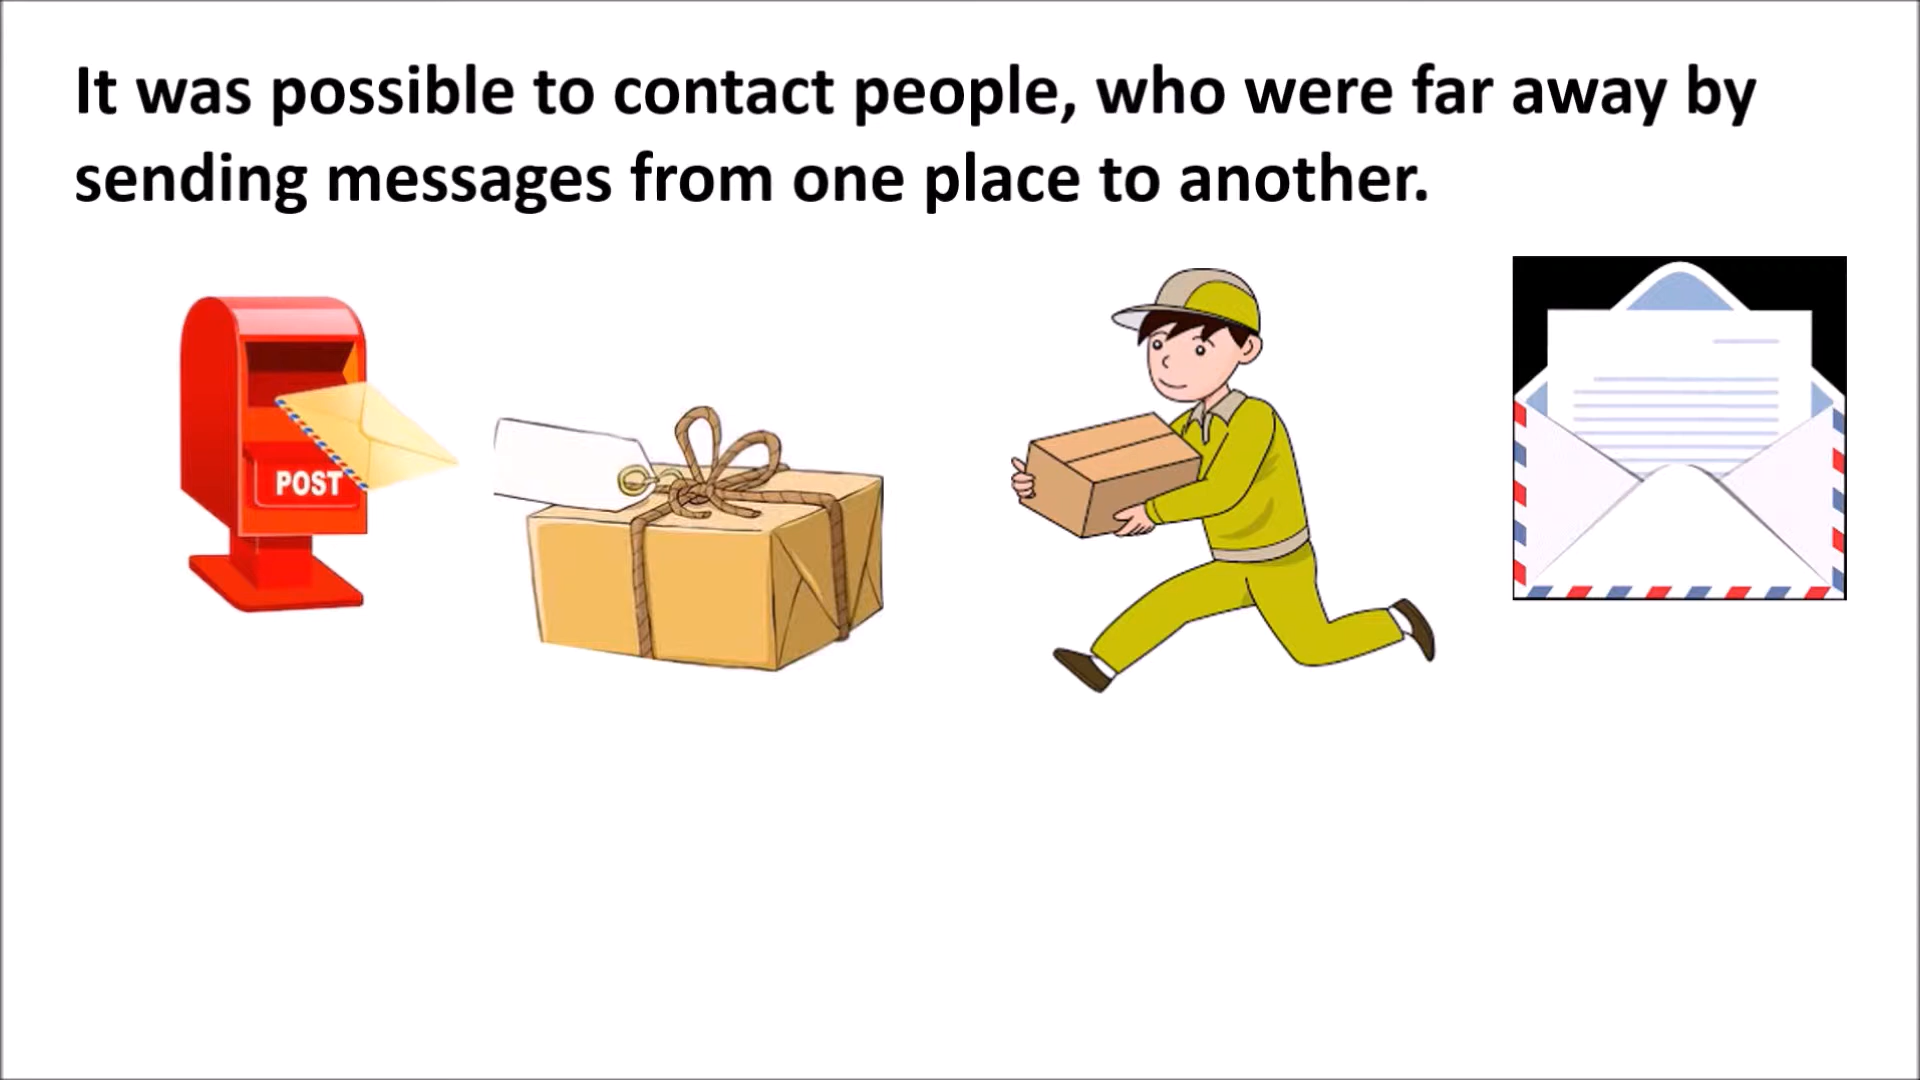 It was possible to contact people, who were far away by
sending messages from one place to another.
POST